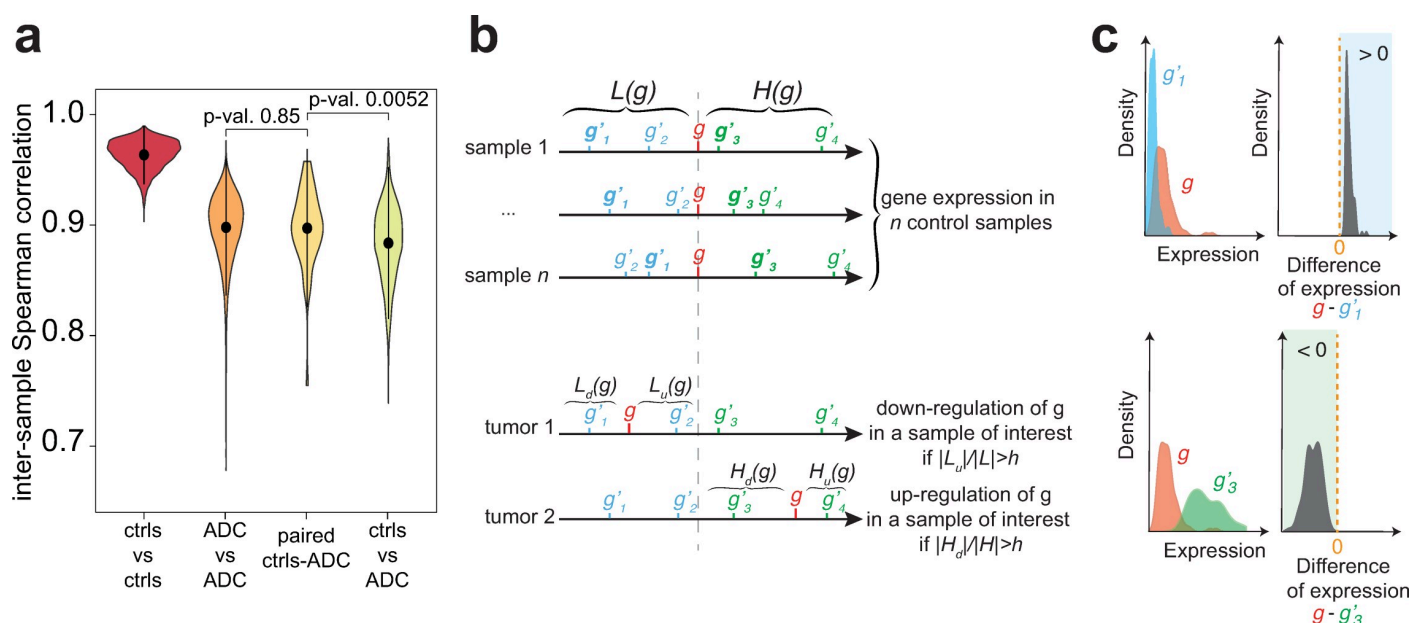 a
inter-sample Spearman correlation
1.0
0.9
0.8
0.7
p-val. 0.85
p-val. 0.0052
ctrls
vs
ctrls
ADC
vs
ADC
paired
ctrls-ADC
ctrls
vs
ADC
b
L(g) H(g)
sample 1 g'1 g'2 g g'3 g'4
... g'1 g'2 g g'3 g'4
sample n g'2 g'1 g g'3 g'4
gene expression in
n control samples
Ld(g) Lu(g)
tumor 1 g'1 g g'2 g'3 g'4
down-regulation of g
in a sample of interest
if |Lu|/|L|>h
Hd(g) Hu(g)
tumor 2 g'1 g'2 g'3 g g'4
up-regulation of g
in a sample of interest
if |Hd|/|H|>h
c
Density
g'1
g
Expression
Density
> 0
0
Difference
of expression
g - g'1
Density
g
g'3
Expression
< 0
0
Difference
of expression
g - g'3